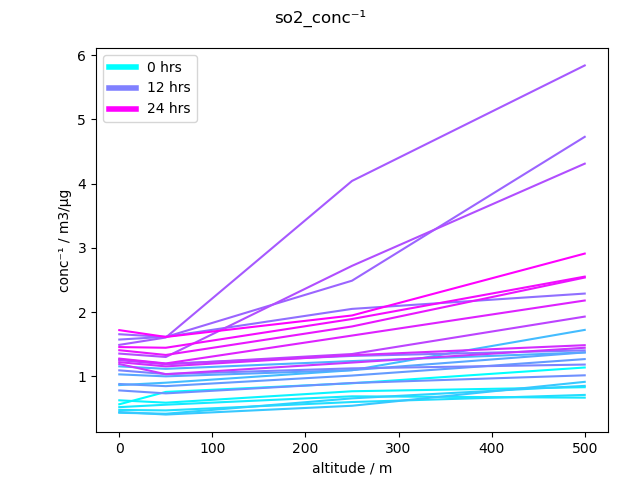 so2_conc⁻¹
0 hrs
12 hrs
24 hrs
6
5
4
3
2
1
conc⁻¹ / m3/µg
0 100 200 300 400 500
altitude / m